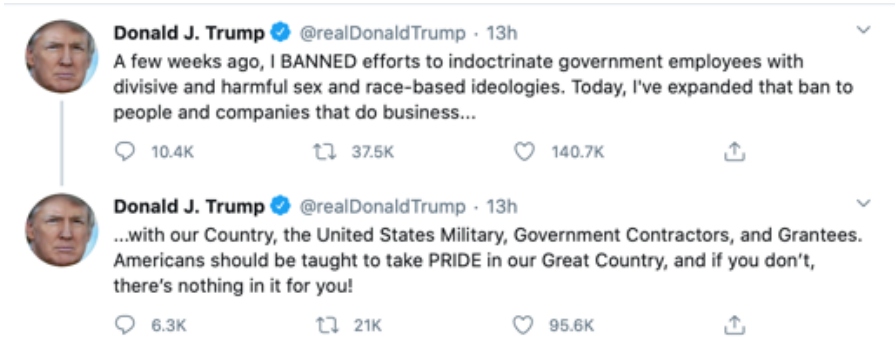 Donald J. Trump @realDonaldTrump · 13h
A few weeks ago, I BANNED efforts to indoctrinate government employees with
divisive and harmful sex and race-based ideologies. Today, I've expanded that ban to
people and companies that do business...
10.4K 37.5K 140.7K
Donald J. Trump @realDonaldTrump · 13h
...with our Country, the United States Military, Government Contractors, and Grantees.
Americans should be taught to take PRIDE in our Great Country, and if you don’t,
there’s nothing in it for you!
6.3K 21K 95.6K